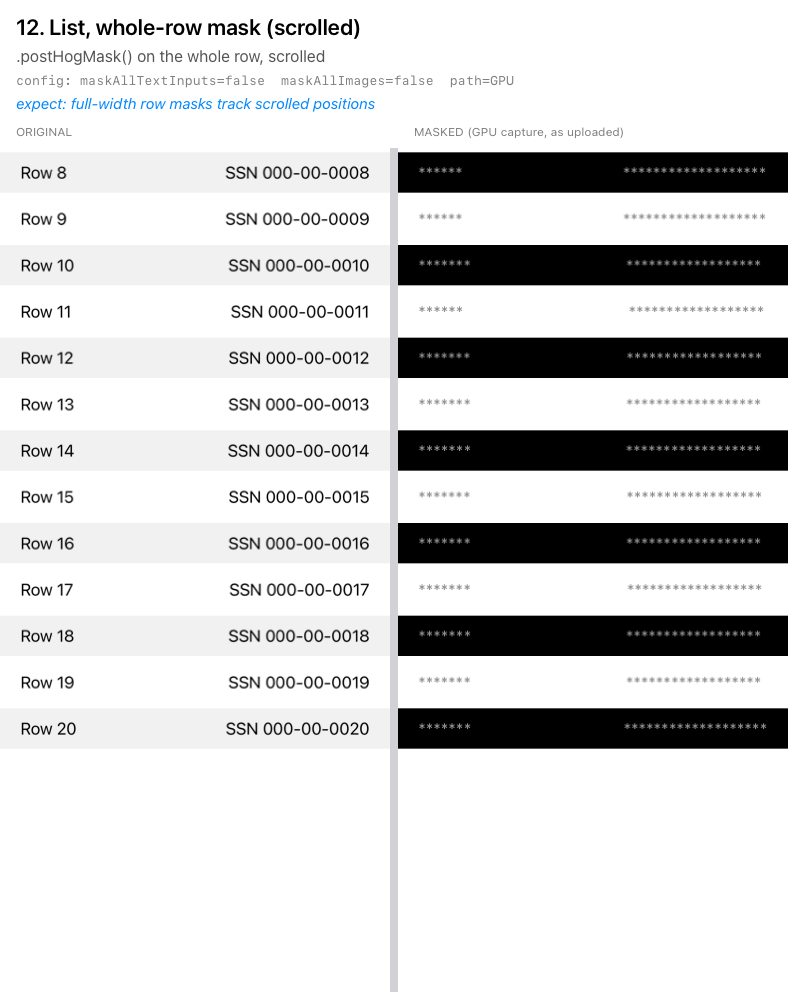 12. List, whole-row mask (scrolled)
.postHogMask() on the whole row, scrolled
config: maskAllTextInputs=false  maskAllImages=false  path=GPU
expect: full-width row masks track scrolled positions
ORIGINAL MASKED (GPU capture, as uploaded)
Row 8 SSN 000-00-0008 ****** *******************
Row 9 SSN 000-00-0009 ****** *******************
Row 10 SSN 000-00-0010 ******* ******************
Row 11 SSN 000-00-0011 ****** ******************
Row 12 SSN 000-00-0012 ******* ******************
Row 13 SSN 000-00-0013 ******* ******************
Row 14 SSN 000-00-0014 ******* ******************
Row 15 SSN 000-00-0015 ******* ******************
Row 16 SSN 000-00-0016 ******* ******************
Row 17 SSN 000-00-0017 ******* ******************
Row 18 SSN 000-00-0018 ******* ******************
Row 19 SSN 000-00-0019 ******* ******************
Row 20 SSN 000-00-0020 ******* *******************